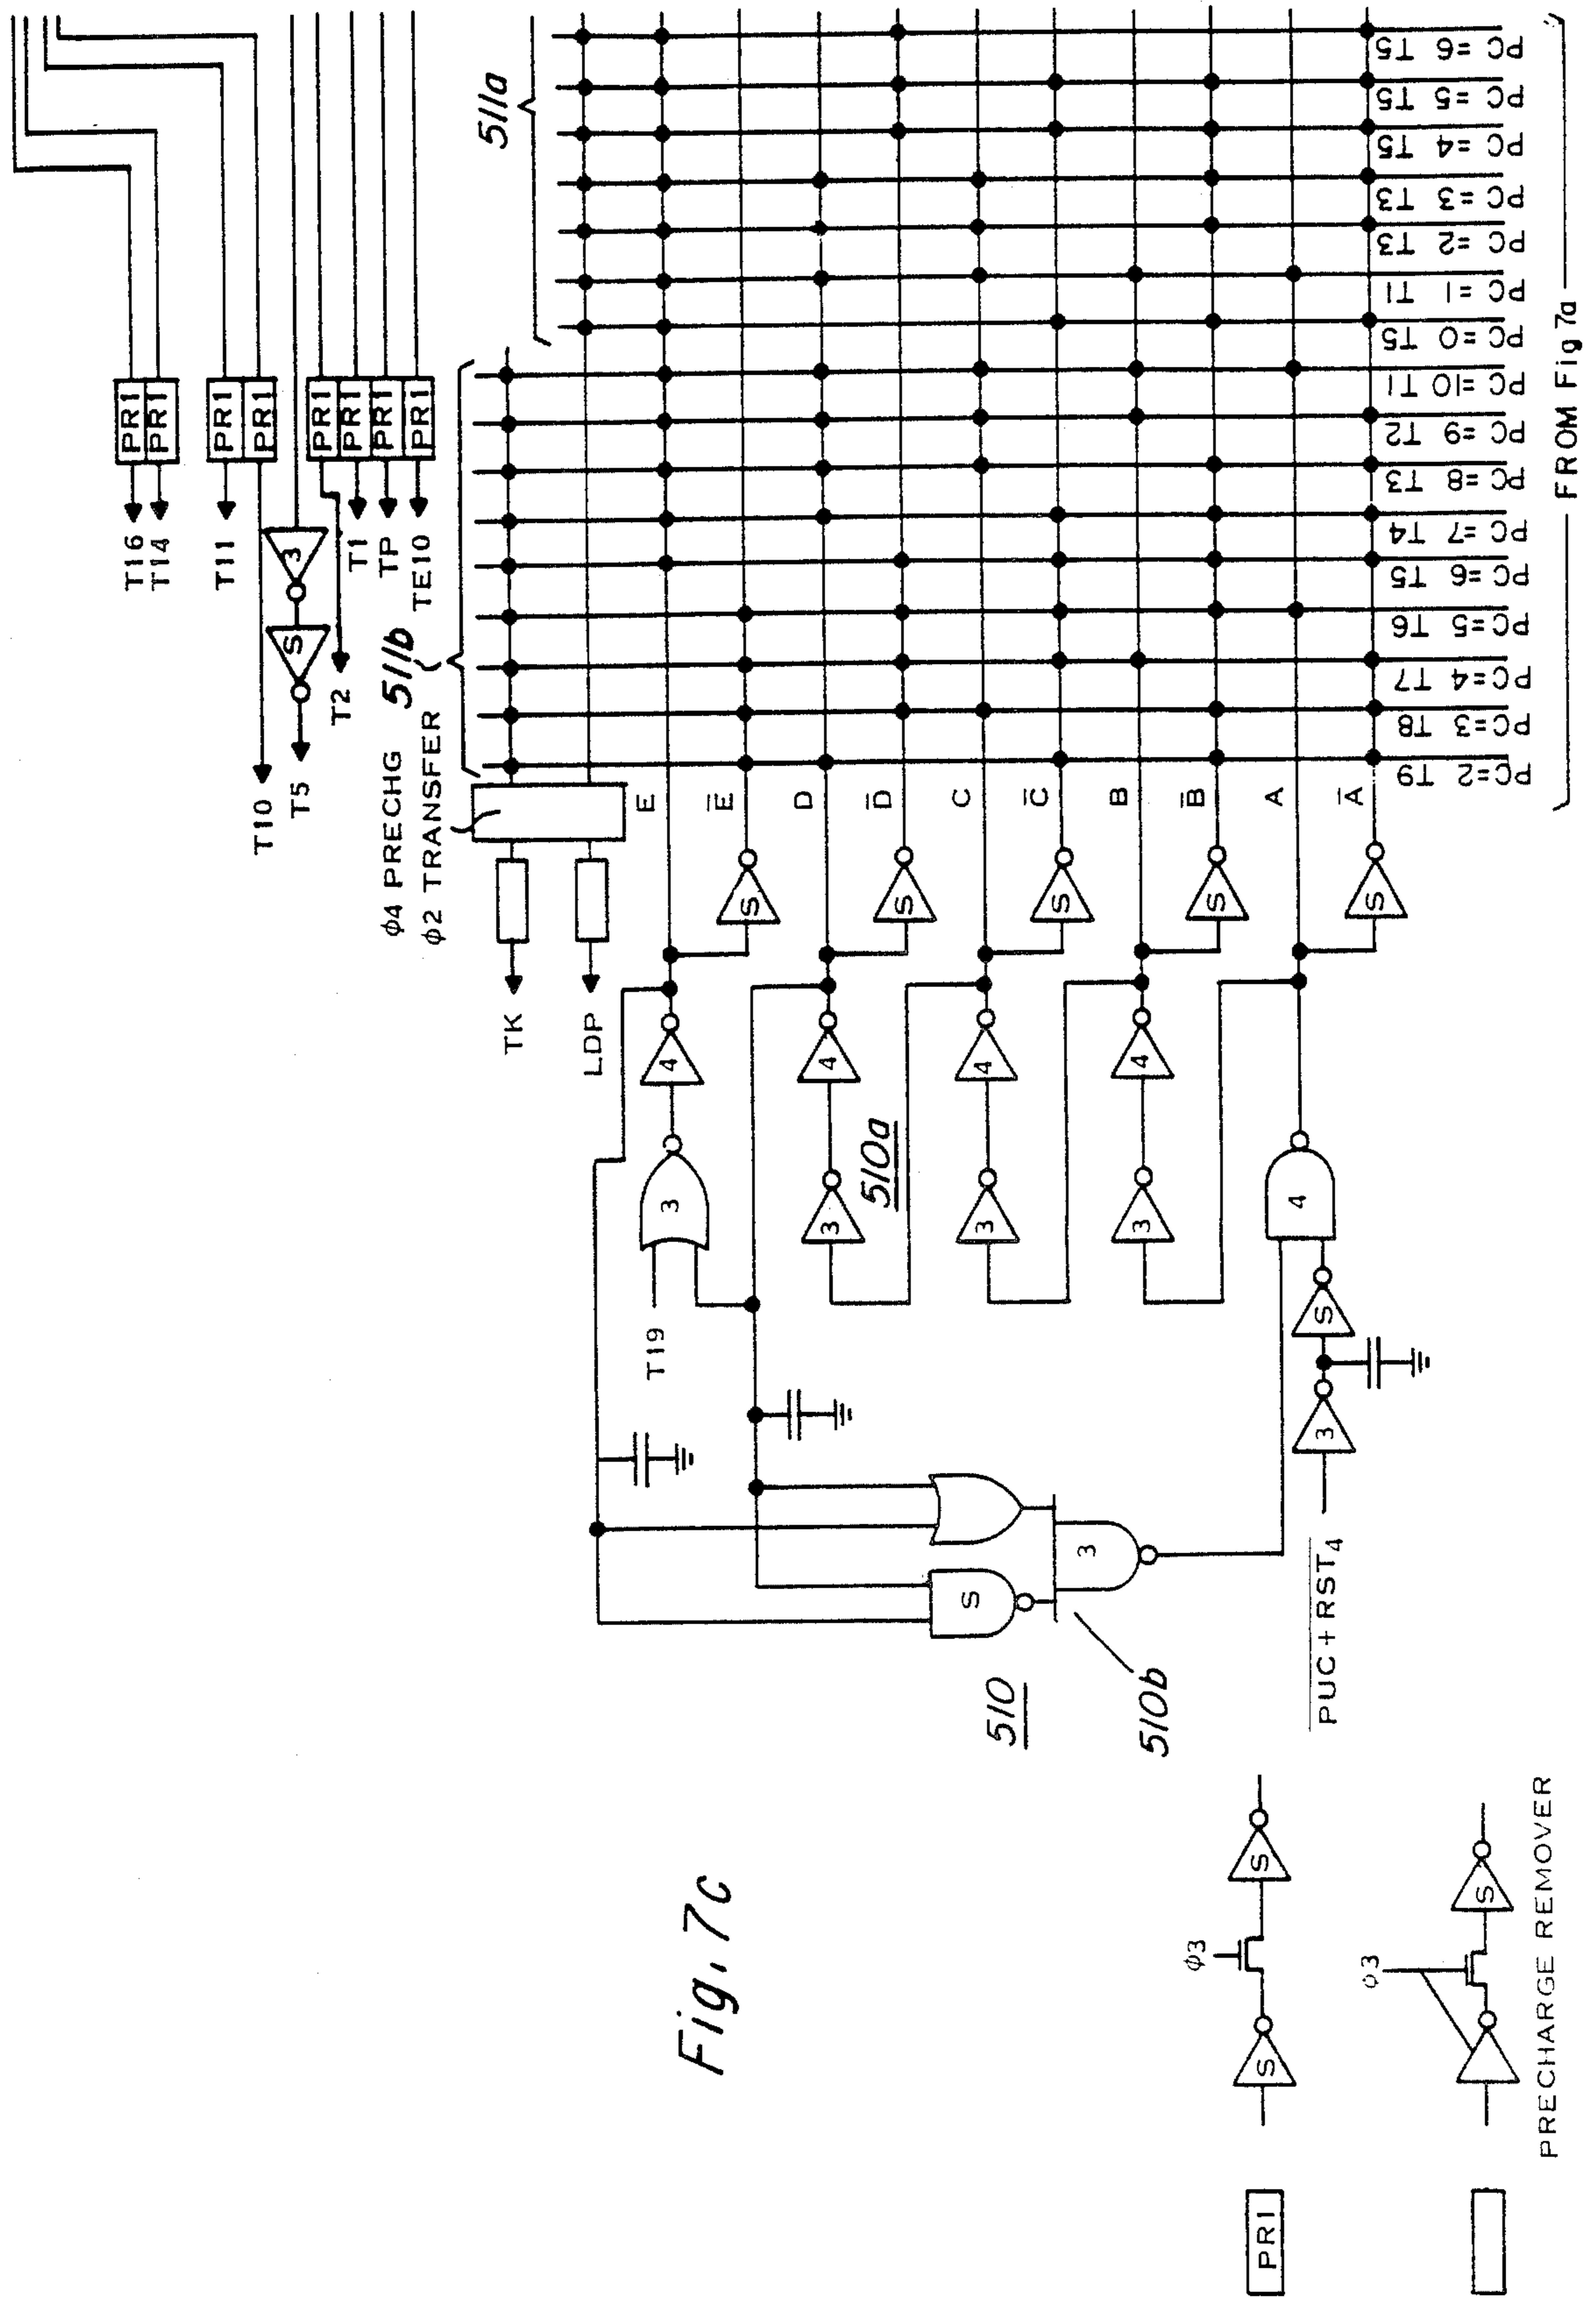 511a
PR1
PR1
PR1
PR1
PR1
PR1
PR1
PR1
T16
T14
T11
3
S
T10
T5
T2
T1
TP
TE10
511b
φ4 PRECHG
φ2 TRANSFER
TK
LDP
E
E̅
D
D̅
C
C̅
B
B̅
A
A̅
PC=2 T9
PC=3 T8
PC=4 T7
PC=5 T6
PC=6 T5
PC=7 T4
PC=8 T3
PC=9 T2
PC=10 T1
PC=0 T5
PC=1 T1
PC=2 T3
PC=3 T3
PC=4 T5
PC=5 T5
PC=6 T5
FROM Fig 7a
S
S
S
S
S
4
4
4
4
3
3
3
3
4
510a
T19
S
3
S
3
510
510b
PUC+RST4
Fig. 7c
φ3
S
S
PR1
φ3
S
PRECHARGE REMOVER